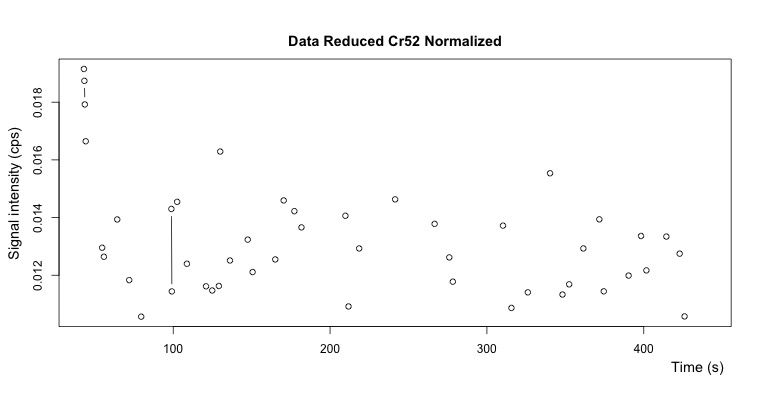 Data Reduced Cr52 Normalized
Signal intensity (cps)
0.018
0.016
0.014
0.012
100 200 300 400
Time (s)